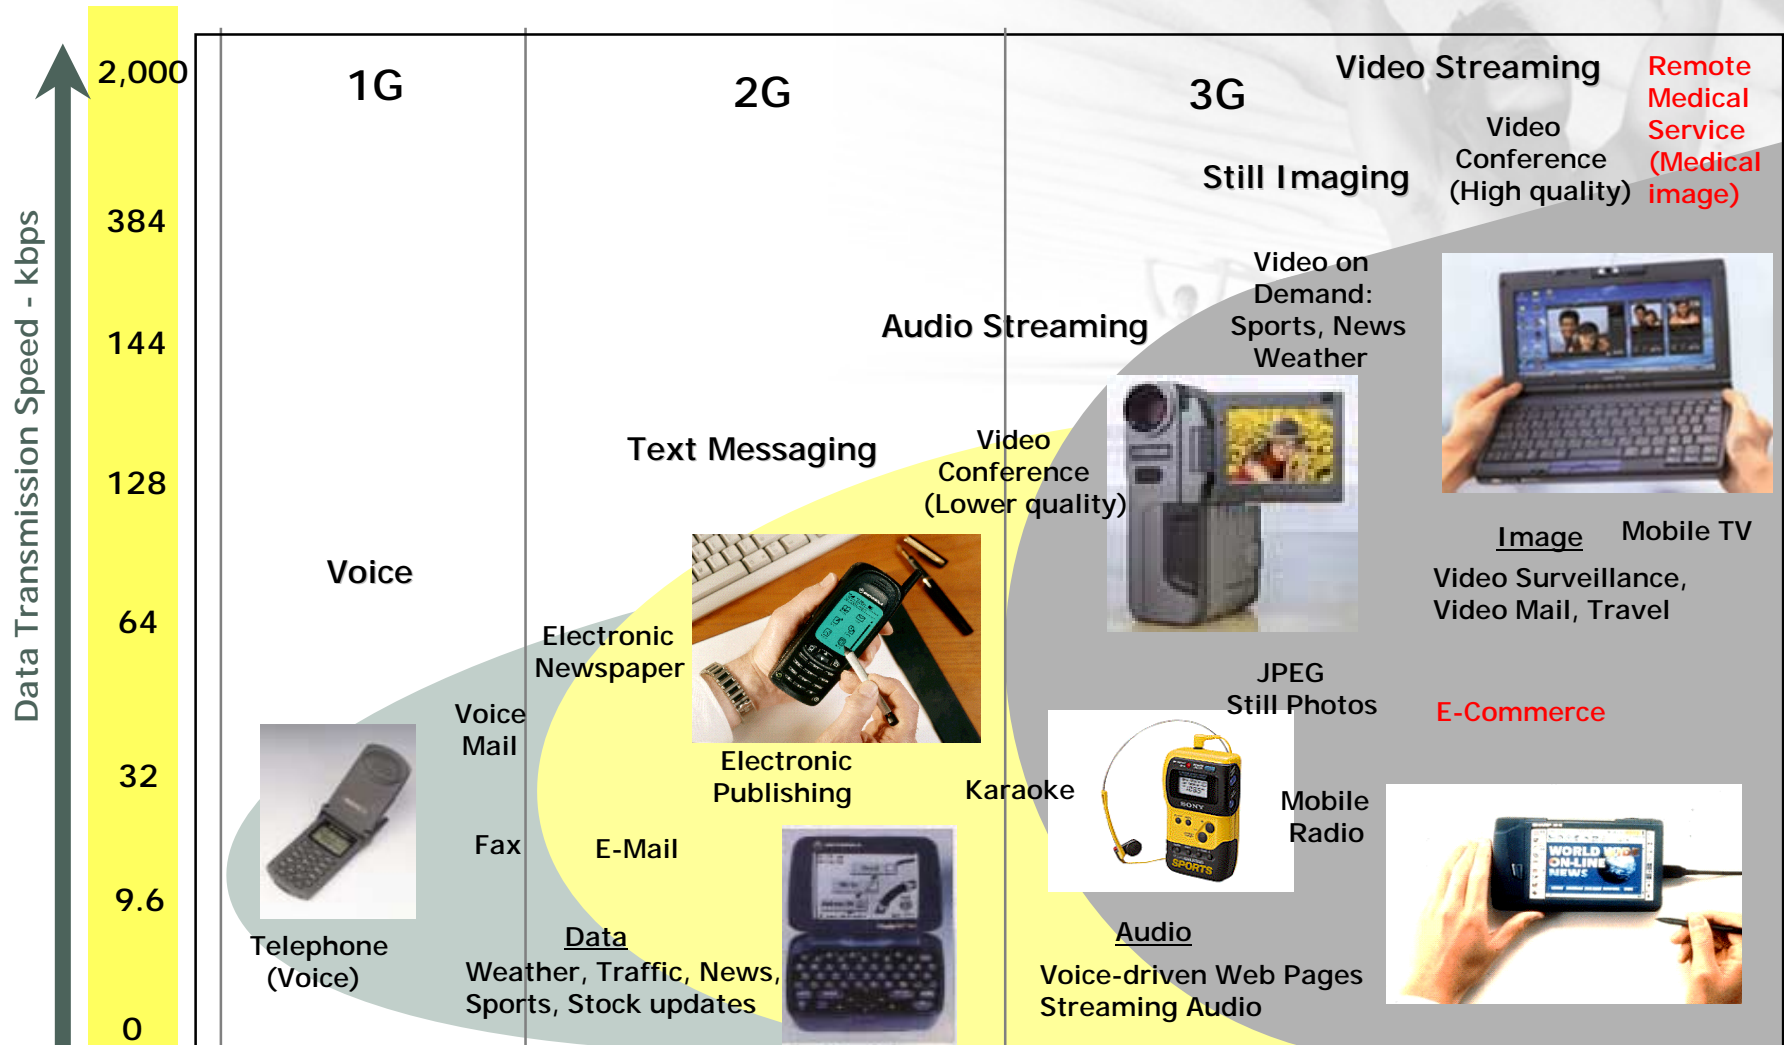 Data Transmission Speed - kbps
2,000
384
144
128
64
32
9.6
0
1G
2G
3G
Video Streaming
Remote
Medical
Service
(Medical
image)
Video
Conference
(High quality)
Still Imaging
Video on
Demand:
Sports, News
Weather
Audio Streaming
Text Messaging
Video
Conference
(Lower quality)
Voice
Image
Mobile TV
Video Surveillance,
Video Mail, Travel
Electronic
Newspaper
Voice
Mail
JPEG
Still Photos
E-Commerce
Electronic
Publishing
Karaoke
Mobile
Radio
SONY
SPORTS
WORLD WIDE
ON-LINE
NEWS
Fax
E-Mail
Telephone
(Voice)
Data
Weather, Traffic, News,
Sports, Stock updates
Audio
Voice-driven Web Pages
Streaming Audio